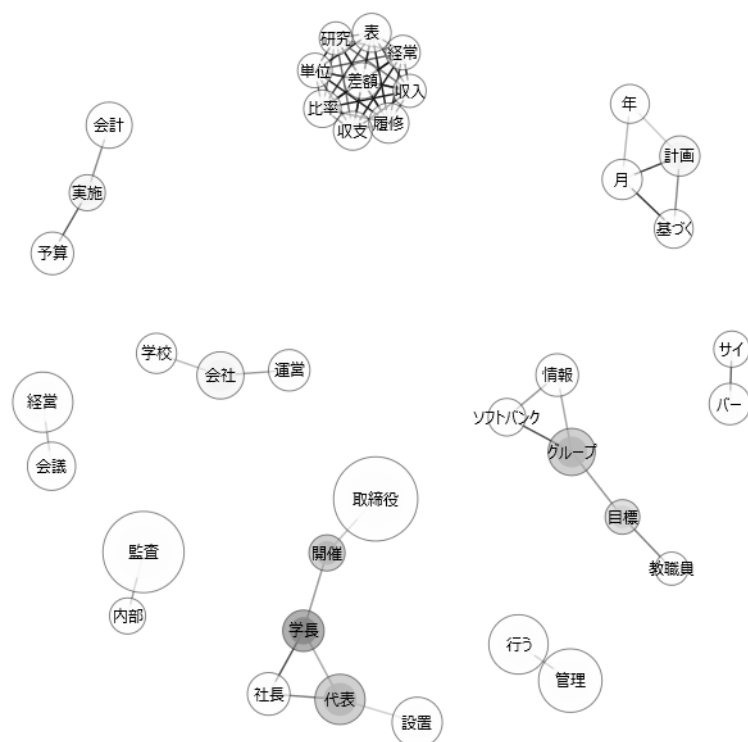 表
研究
経常
単位
差額
収入
比率
収支
履修
年
会計
計画
月
実施
基づく
予算
学校
会社
運営
サイ
バー
情報
経営
ソフトバンク
グループ
会議
取締役
目標
監査
開催
教職員
内部
学長
行う
管理
社長
代表
設置